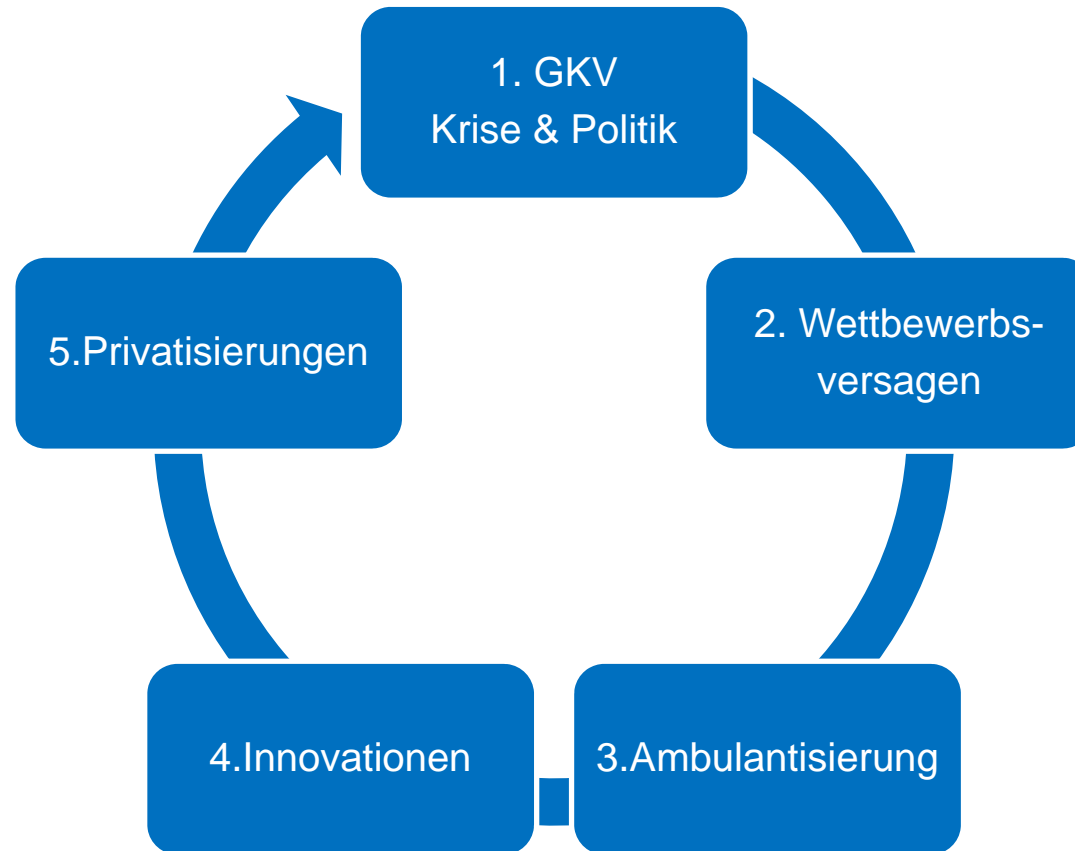 1. GKV
Krise & Politik
2. Wettbewerbs-
versagen
3.Ambulantisierung
4.Innovationen
5.Privatisierungen